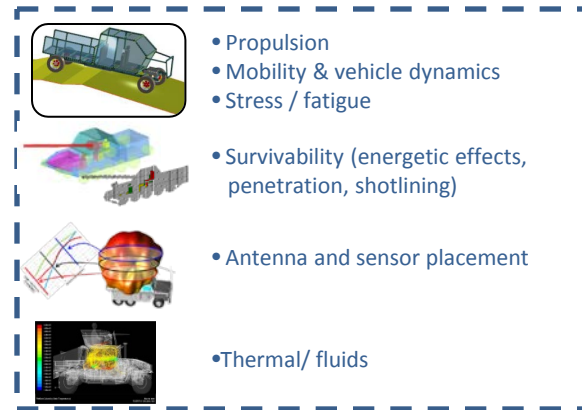 • Propulsion
• Mobility & vehicle dynamics
• Stress / fatigue
• Survivability (energetic effects,
penetration, shotlining)
• Antenna and sensor placement
•Thermal/ fluids